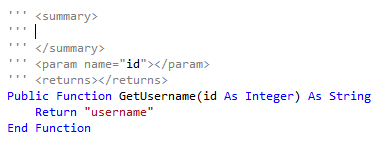 ''' <summary>
'''
''' </summary>
''' <param name="id"></param>
''' <returns></returns>
Public Function GetUsername(id As Integer) As String
    Return "username"
End Function